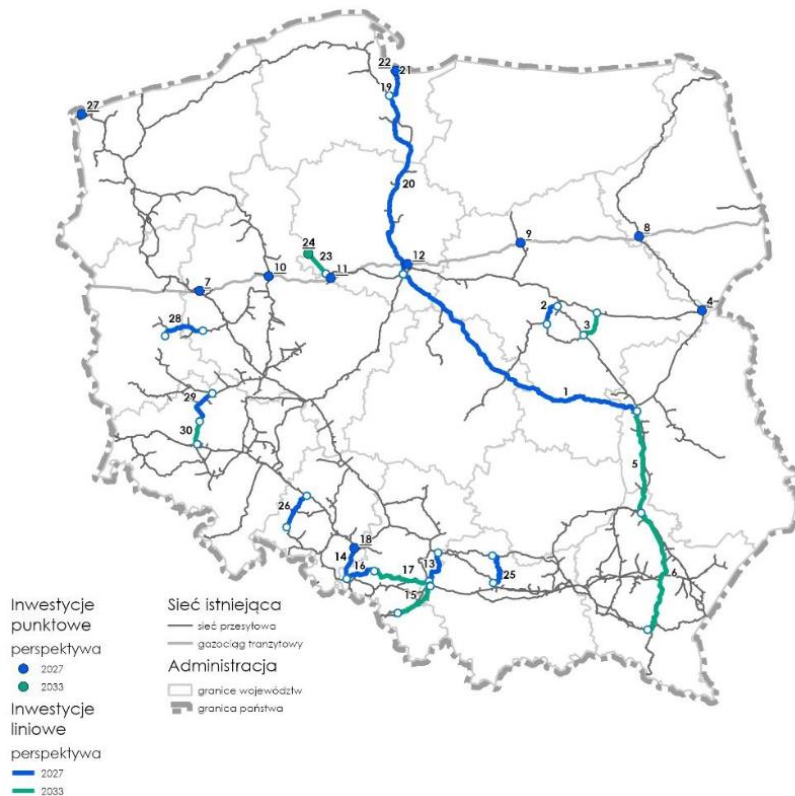 22
21
27
19
20
24
23
12
9
8
10
11
7
4
2
3
28
1
29
30
5
26
18
14
16
17
13
25
15
6
Inwestycje
punktowe
perspektywa
2027
2033
Inwestycje
liniowe
perspektywa
2027
2033
Sieć istniejąca
sieć przesyłowa
gazociąg tranzytowy
Administracja
granice województw
granica państwa